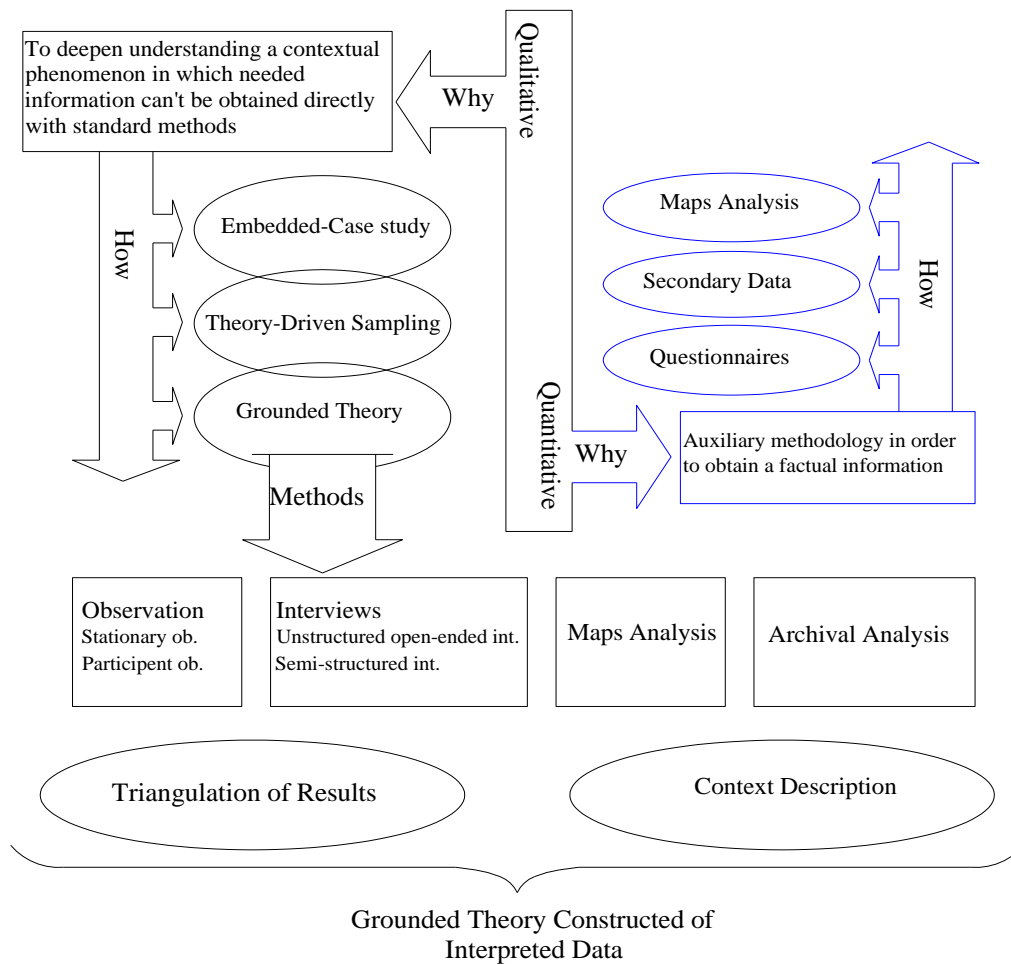 To deepen understanding a contextual
phenomenon in which needed
information can't be obtained directly
with standard methods
Why
Qualitative
How
Embedded-Case study
Theory-Driven Sampling
Grounded Theory
Methods
Maps Analysis
Secondary Data
Questionnaires
How
Quantitative
Why
Auxiliary methodology in order
to obtain a factual information
Observation
Stationary ob.
Participent ob.
Interviews
Unstructured open-ended int.
Semi-structured int.
Maps Analysis
Archival Analysis
Triangulation of Results
Context Description
Grounded Theory Constructed of
Interpreted Data